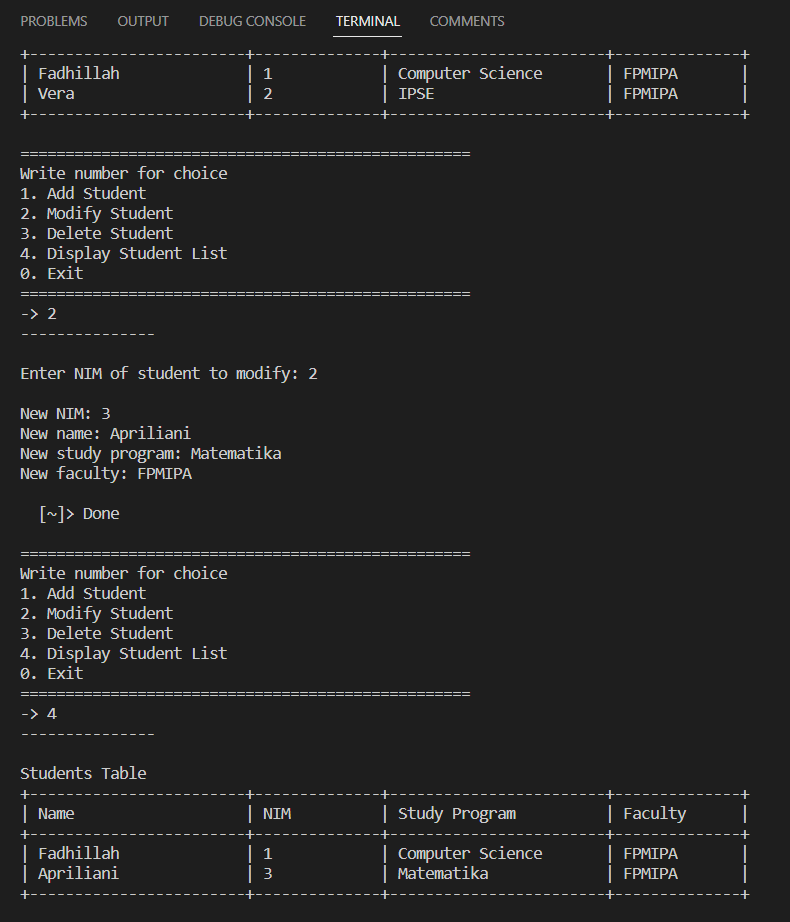 PROBLEMS OUTPUT DEBUG CONSOLE TERMINAL COMMENTS
+------------------------+--------------+------------------------+--------------+
| Fadhillah              | 1            | Computer Science       | FPMIPA       |
| Vera                   | 2            | IPSE                   | FPMIPA       |
+------------------------+--------------+------------------------+--------------+
==================================================
Write number for choice
1. Add Student
2. Modify Student
3. Delete Student
4. Display Student List
0. Exit
==================================================
-> 2
---------------
Enter NIM of student to modify: 2
New NIM: 3
New name: Apriliani
New study program: Matematika
New faculty: FPMIPA
[~]> Done
==================================================
Write number for choice
1. Add Student
2. Modify Student
3. Delete Student
4. Display Student List
0. Exit
==================================================
-> 4
---------------
Students Table
+------------------------+--------------+------------------------+--------------+
| Name                   | NIM          | Study Program          | Faculty      |
+------------------------+--------------+------------------------+--------------+
| Fadhillah              | 1            | Computer Science       | FPMIPA       |
| Apriliani              | 3            | Matematika             | FPMIPA       |
+------------------------+--------------+------------------------+--------------+